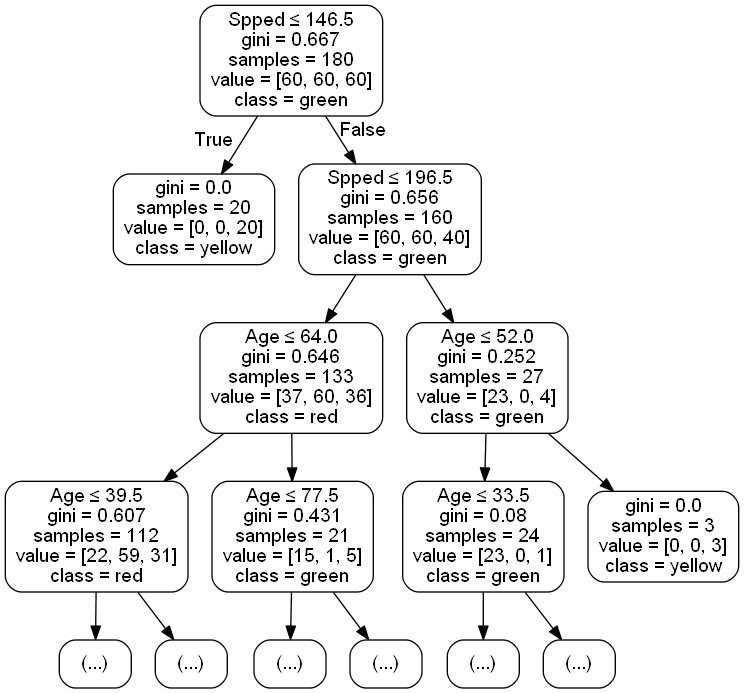 Spped ≤ 146.5
gini = 0.667
samples = 180
value = [60, 60, 60]
class = green
True
False
gini = 0.0
samples = 20
value = [0, 0, 20]
class = yellow
Spped ≤ 196.5
gini = 0.656
samples = 160
value = [60, 60, 40]
class = green
Age ≤ 64.0
gini = 0.646
samples = 133
value = [37, 60, 36]
class = red
Age ≤ 52.0
gini = 0.252
samples = 27
value = [23, 0, 4]
class = green
Age ≤ 39.5
gini = 0.607
samples = 112
value = [22, 59, 31]
class = red
Age ≤ 77.5
gini = 0.431
samples = 21
value = [15, 1, 5]
class = green
Age ≤ 33.5
gini = 0.08
samples = 24
value = [23, 0, 1]
class = green
gini = 0.0
samples = 3
value = [0, 0, 3]
class = yellow
(...)
(...)
(...)
(...)
(...)
(...)